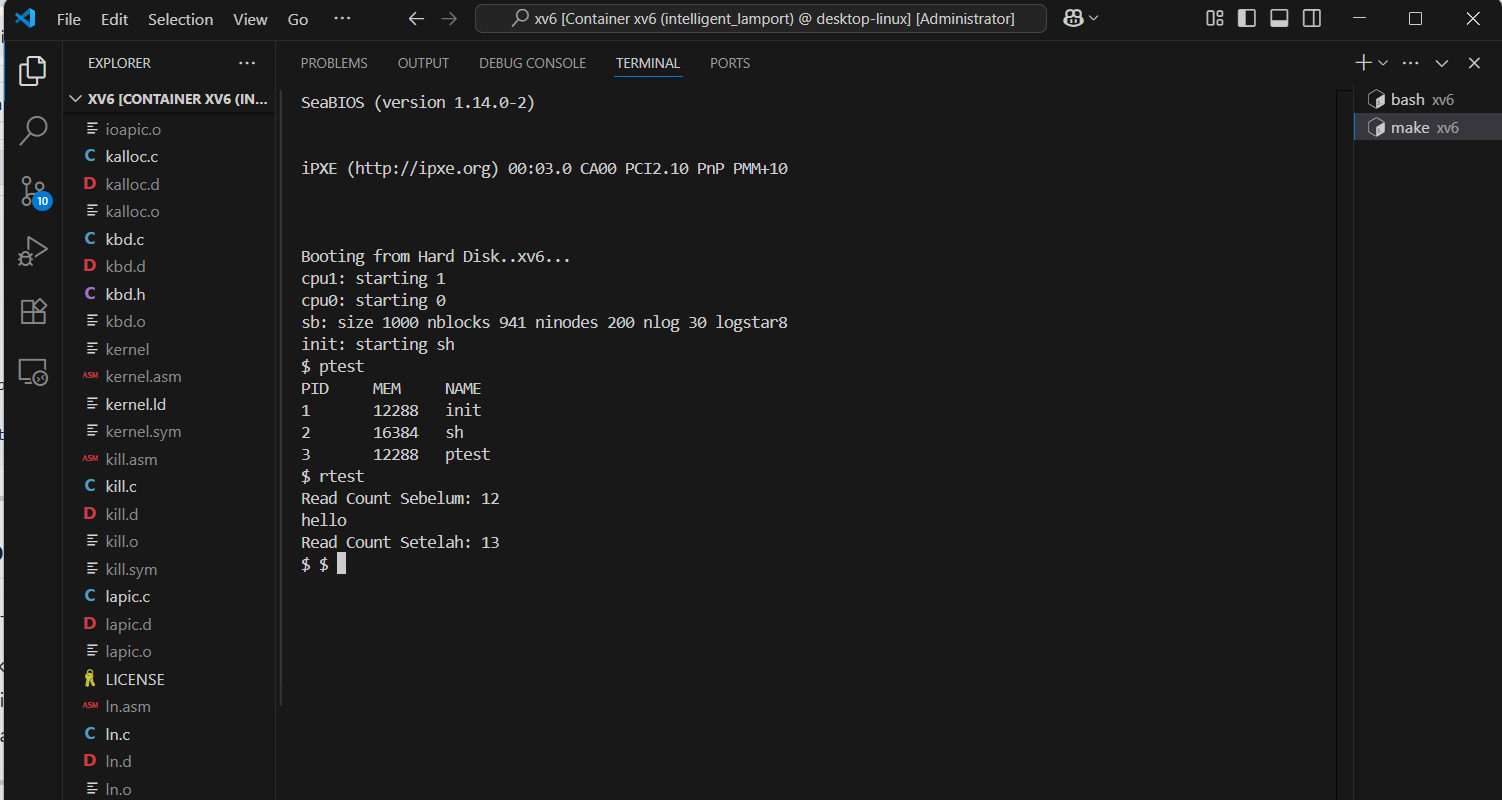 File Edit Selection View Go ...
xv6 [Container xv6 (intelligent_lamport) @ desktop-linux] [Administrator]
EXPLORER
XV6 [CONTAINER XV6 (IN...
ioapic.o
C kalloc.c
D kalloc.d
kalloc.o
C kbd.c
D kbd.d
C kbd.h
kbd.o
kernel
ASM kernel.asm
kernel.ld
kernel.sym
ASM kill.asm
C kill.c
D kill.d
kill.o
kill.sym
C lapic.c
D lapic.d
lapic.o
LICENSE
ASM ln.asm
C ln.c
D ln.d
ln.o
10
PROBLEMS OUTPUT DEBUG CONSOLE TERMINAL PORTS
SeaBIOS (version 1.14.0-2)
iPXE (http://ipxe.org) 00:03.0 CA00 PCI2.10 PnP PMM+10
Booting from Hard Disk..xv6...
cpu1: starting 1
cpu0: starting 0
sb: size 1000 nblocks 941 ninodes 200 nlog 30 logstar8
init: starting sh
$ ptest
PID MEM NAME
1 12288 init
2 16384 sh
3 12288 ptest
$ rtest
Read Count Sebelum: 12
hello
Read Count Setelah: 13
$ $
bash xv6
make xv6